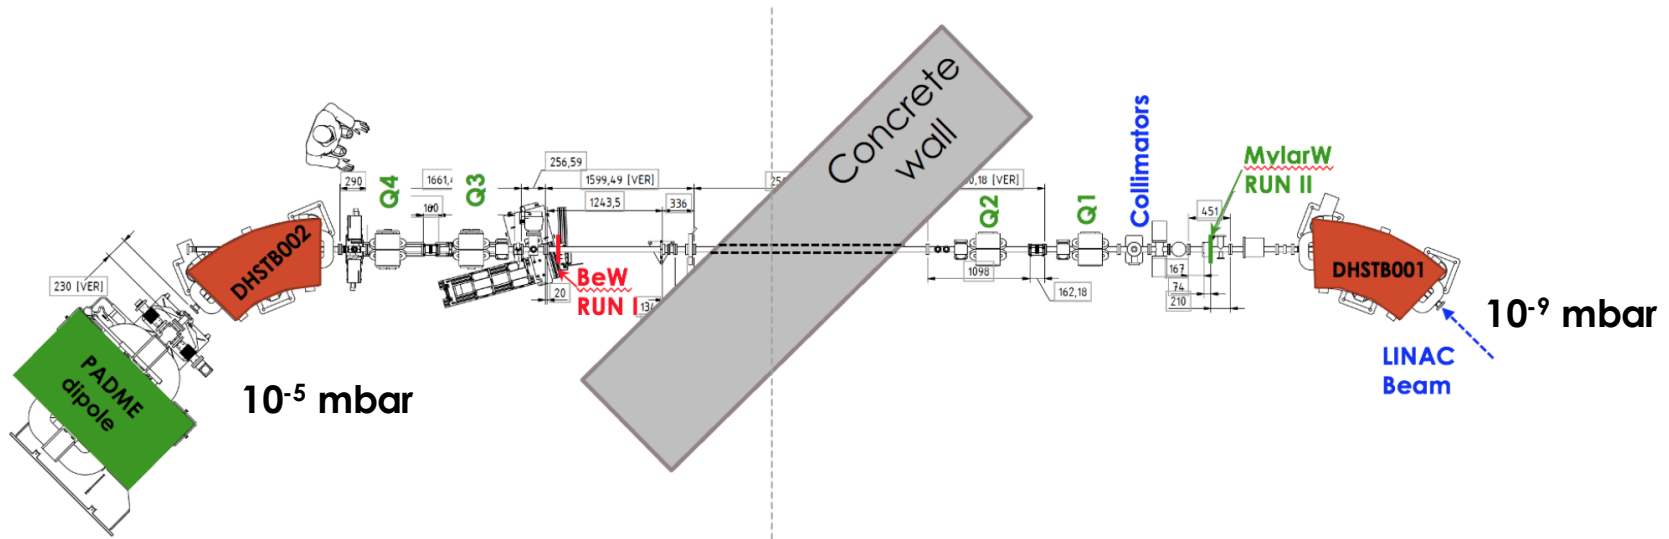 Concrete
wall
Collimators
MylarW
RUN II
256,59
290
Q4
1661,
Q3
1599,49 [VER]
0,18 [VER]
Q2
Q1
1243,5
336
451
100
DHSTB002
DHSTB001
230 [VER]
BeW
RUN I
20
1098
162,18
167
74
210
10⁻⁹ mbar
LINAC
Beam
PADME
dipole
10⁻⁵ mbar